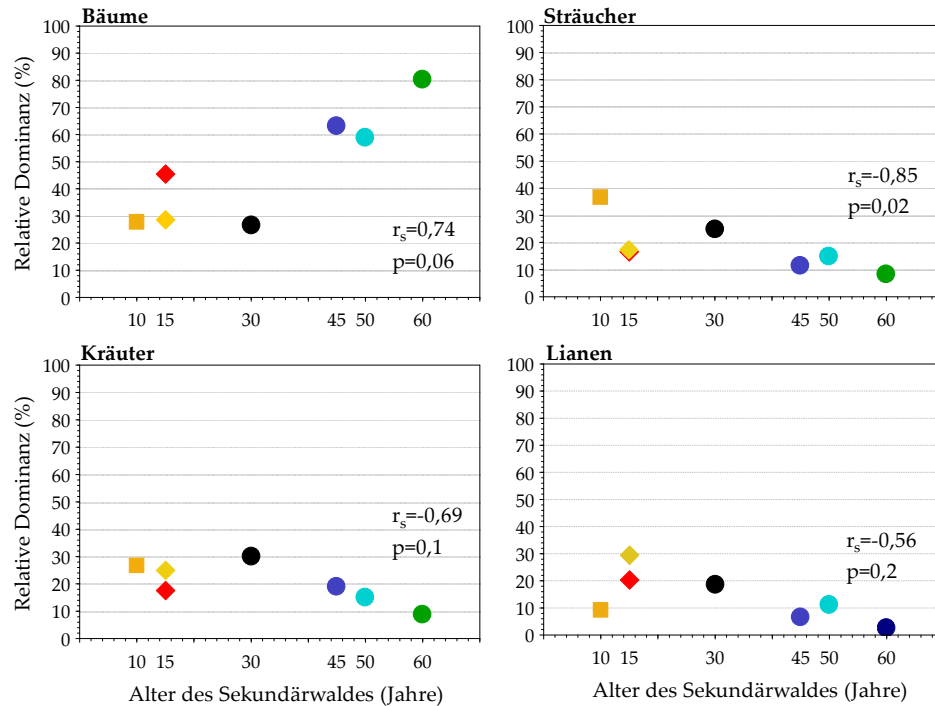 Bäume
Relative Dominanz (%)
100
90
80
70
60
50
40
30
20
10
0
r_s=0,74
p=0,06
10 15 30 45 50 60
Sträucher
100
90
80
70
60
50
40
30
20
10
0
r_s=-0,85
p=0,02
10 15 30 45 50 60
Kräuter
Relative Dominanz (%)
100
90
80
70
60
50
40
30
20
10
0
r_s=-0,69
p=0,1
10 15 30 45 50 60
Alter des Sekundärwaldes (Jahre)
Lianen
100
90
80
70
60
50
40
30
20
10
0
r_s=-0,56
p=0,2
10 15 30 45 50 60
Alter des Sekundärwaldes (Jahre)